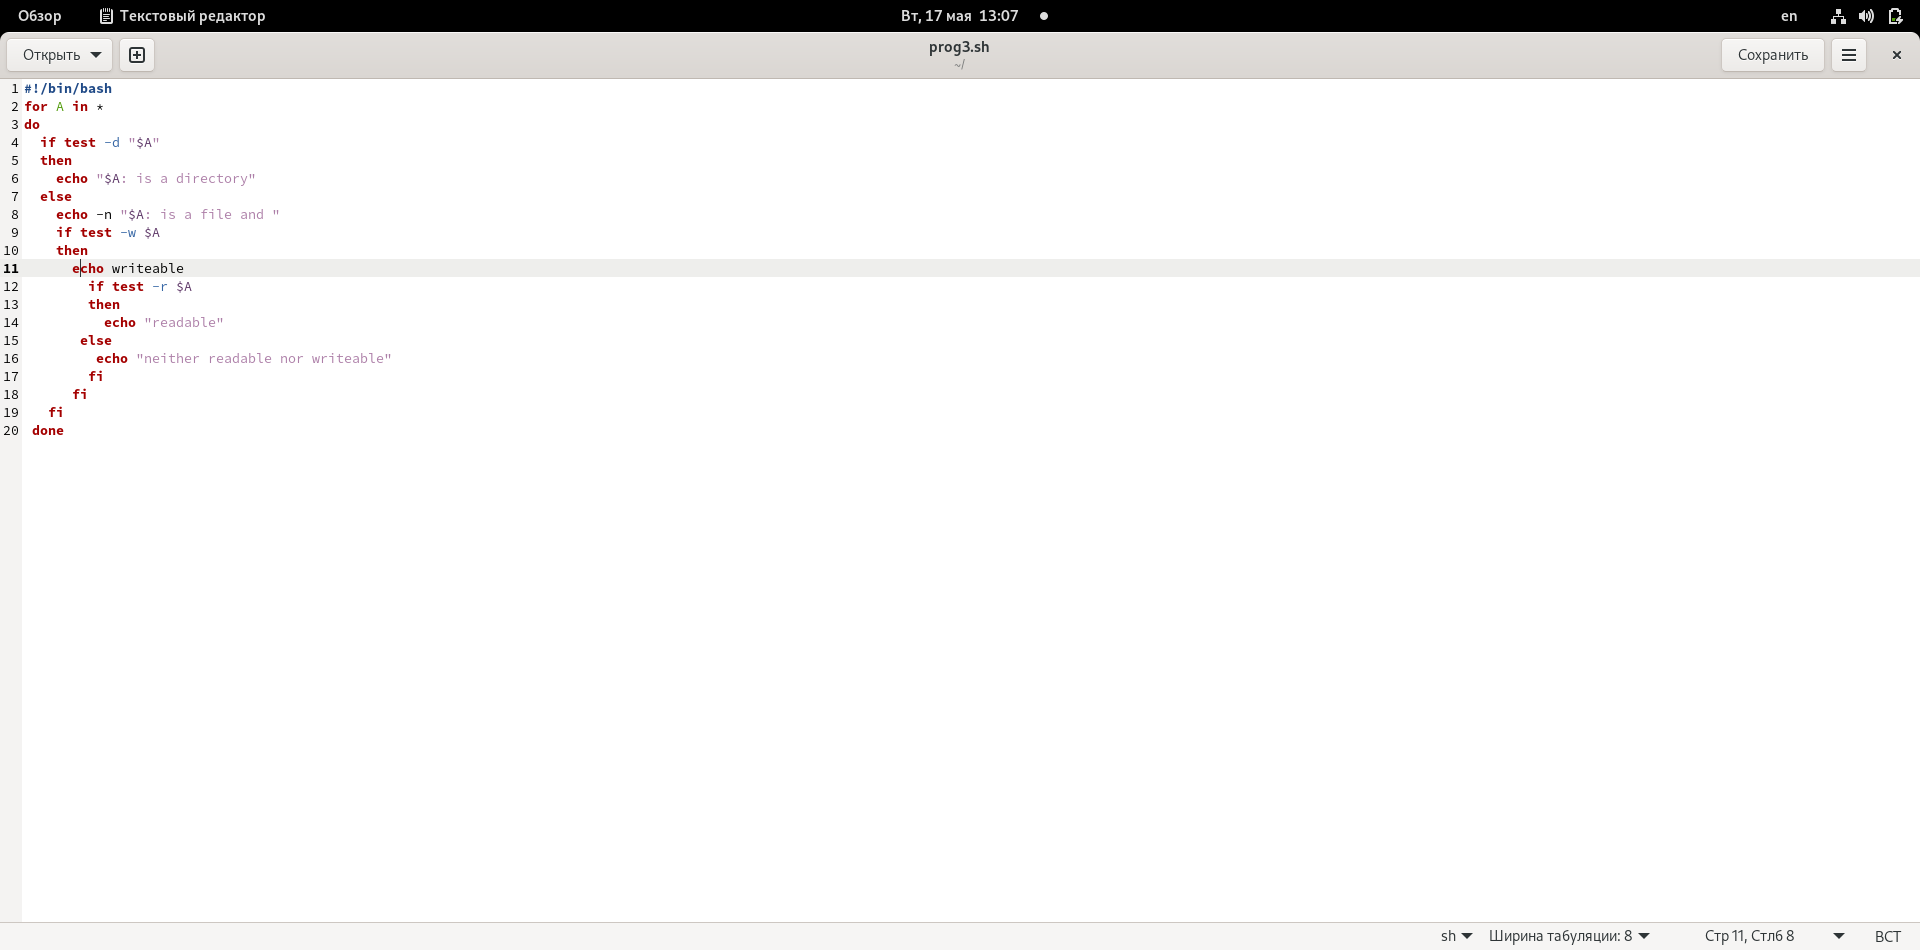 Обзор Текстовый редактор Вт, 17 мая 13:07 en
Открыть prog3.sh Сохранить
~/
1 #!/bin/bash
2 for A in *
3 do
4 if test -d "$A"
5 then
6 echo "$A: is a directory"
7 else
8 echo -n "$A: is a file and "
9 if test -w $A
10 then
11 echo writeable
12 if test -r $A
13 then
14 echo "readable"
15 else
16 echo "neither readable nor writeable"
17 fi
18 fi
19 fi
20 done
sh Ширина табуляции: 8 Стр 11, Стлб 8 ВСТ